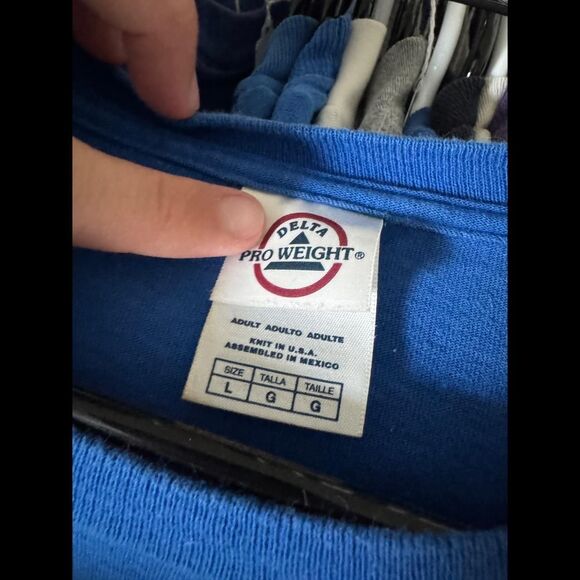 DELTA
PRO WEIGHT®
ADULT ADULTO ADULTE
KNIT IN U.S.A.
ASSEMBLED IN MEXICO
SIZE TALLA TAILLE
L G G